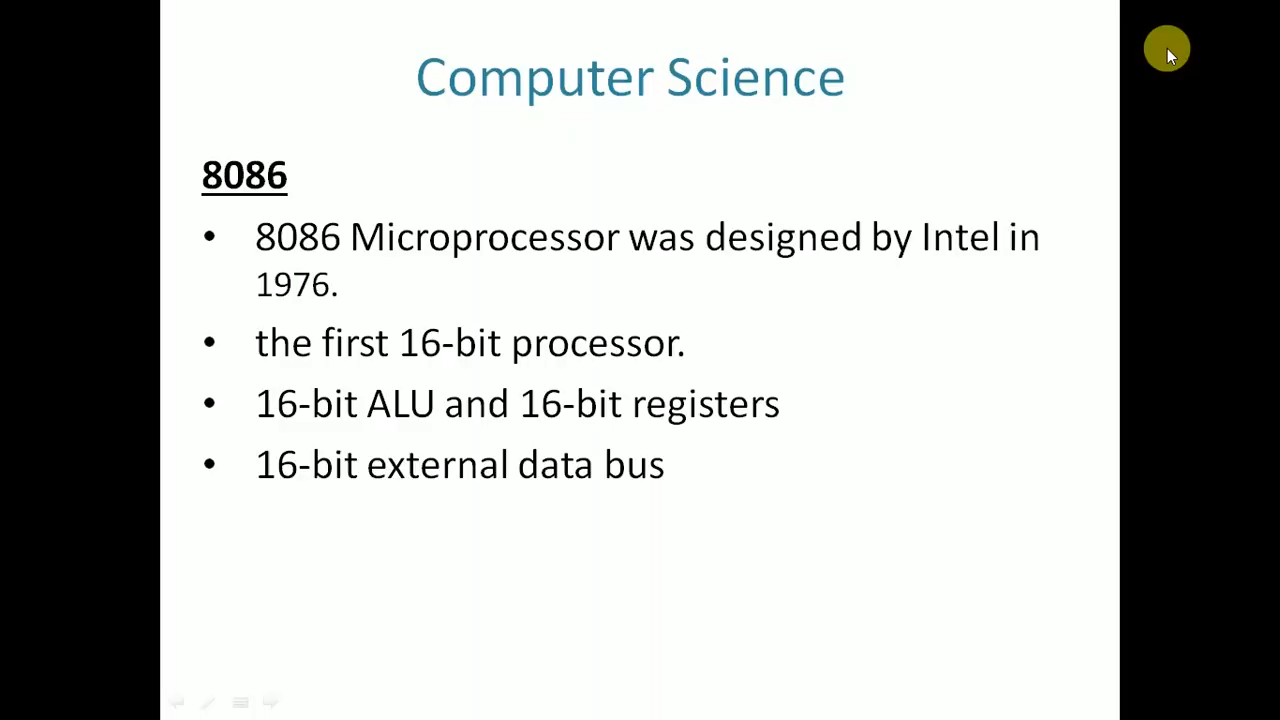 Computer Science
8086
• 8086 Microprocessor was designed by Intel in
1976.
• the first 16-bit processor.
• 16-bit ALU and 16-bit registers
• 16-bit external data bus